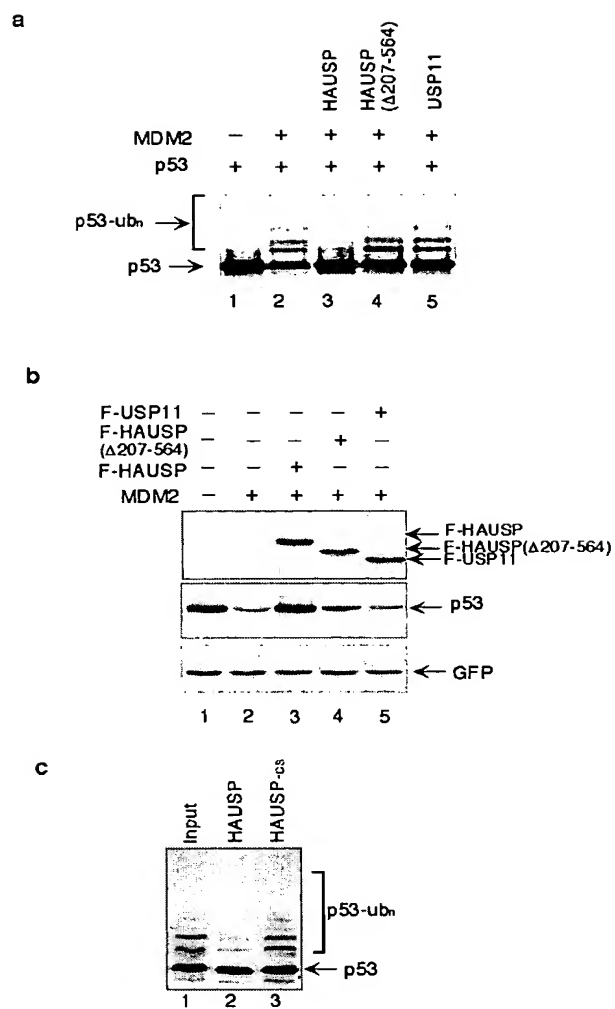 a
HAUSP
HAUSP
(Δ207-564)
USP11
MDM2 – + + + +
p53 + + + + +
p53-ubn
p53
1 2 3 4 5
b
F-USP11 – – – – +
F-HAUSP
(Δ207-564) – – – + –
F-HAUSP – – + – –
MDM2 – + + + +
F-HAUSP
F-HAUSP(Δ207-564)
F-USP11
p53
GFP
1 2 3 4 5
c
Input
HAUSP
HAUSP-cs
p53-ubn
p53
1 2 3